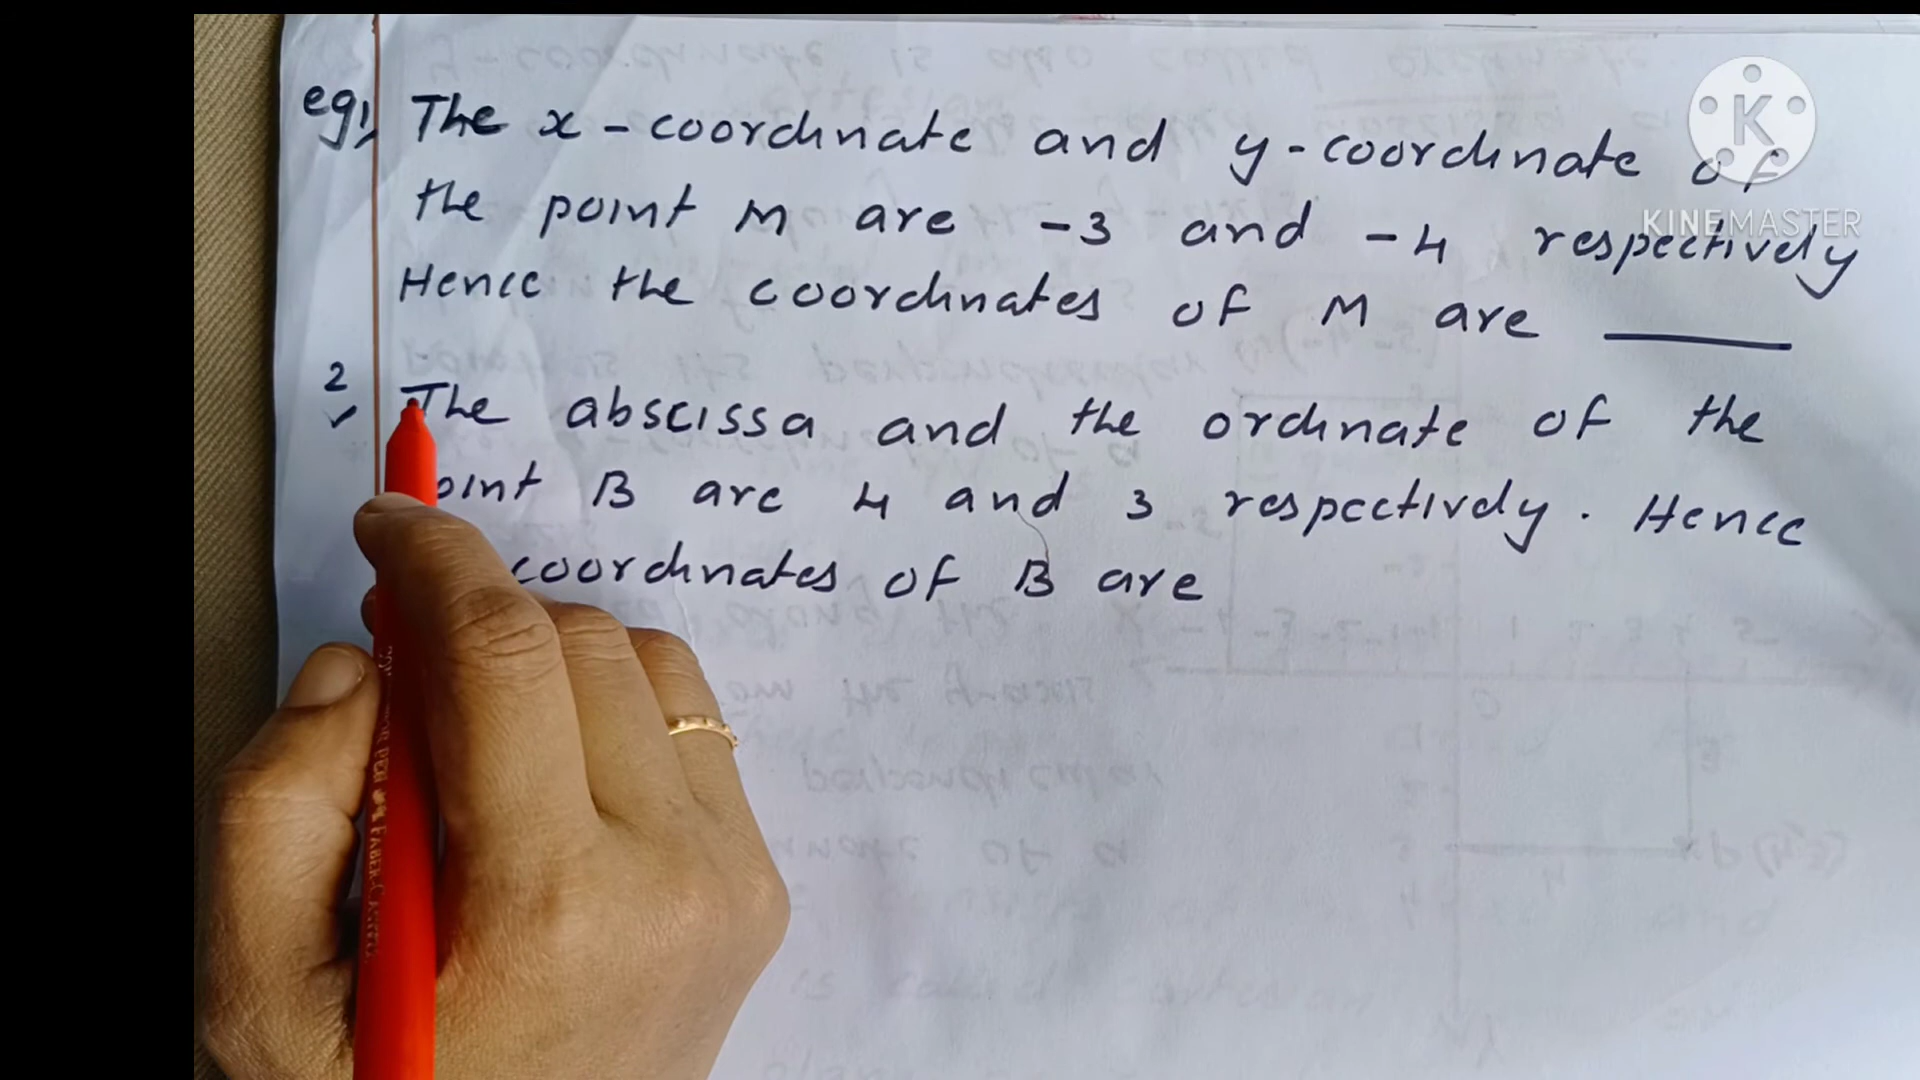 eg1, The x-coordinate and y-coordinate of
the point M are -3 and -4 respectively
Hence the coordinates of M are ____
2 The abscissa and the ordinate of the
oint B are 4 and 3 respectively. Hence
coordinates of B are
K
KINEMASTER
FABER-CASTELL